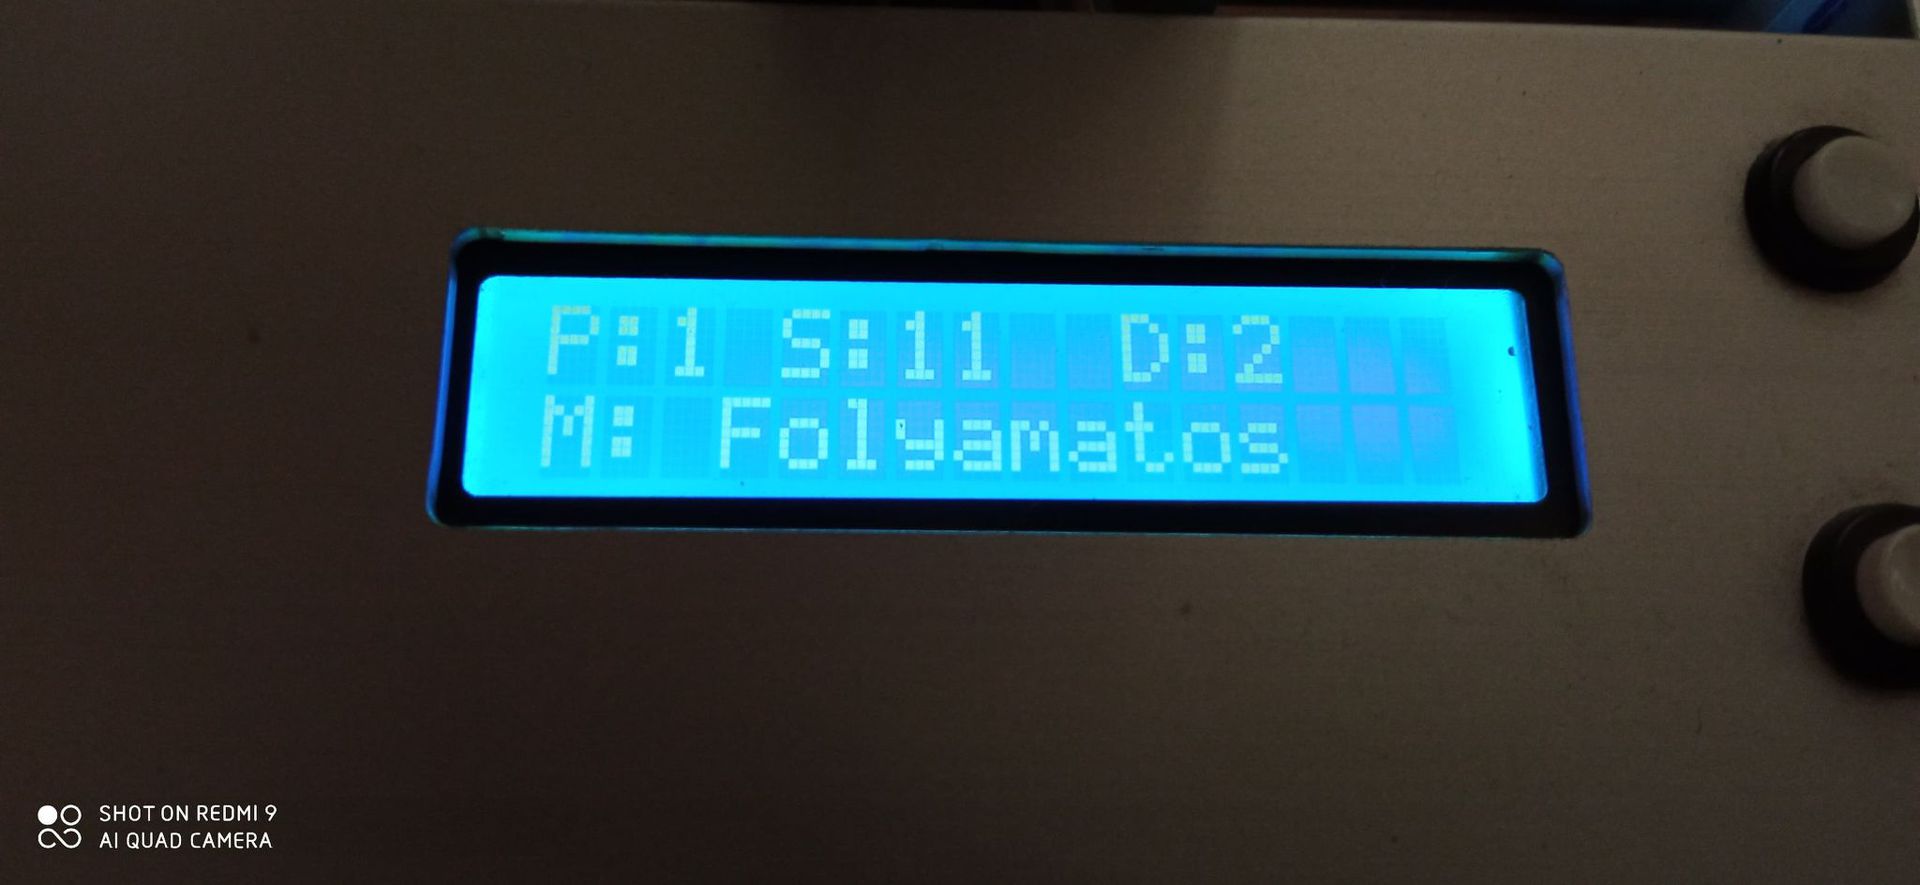 P:1 S:11  D:2
M: Folyamatos
SHOT ON REDMI 9
AI QUAD CAMERA